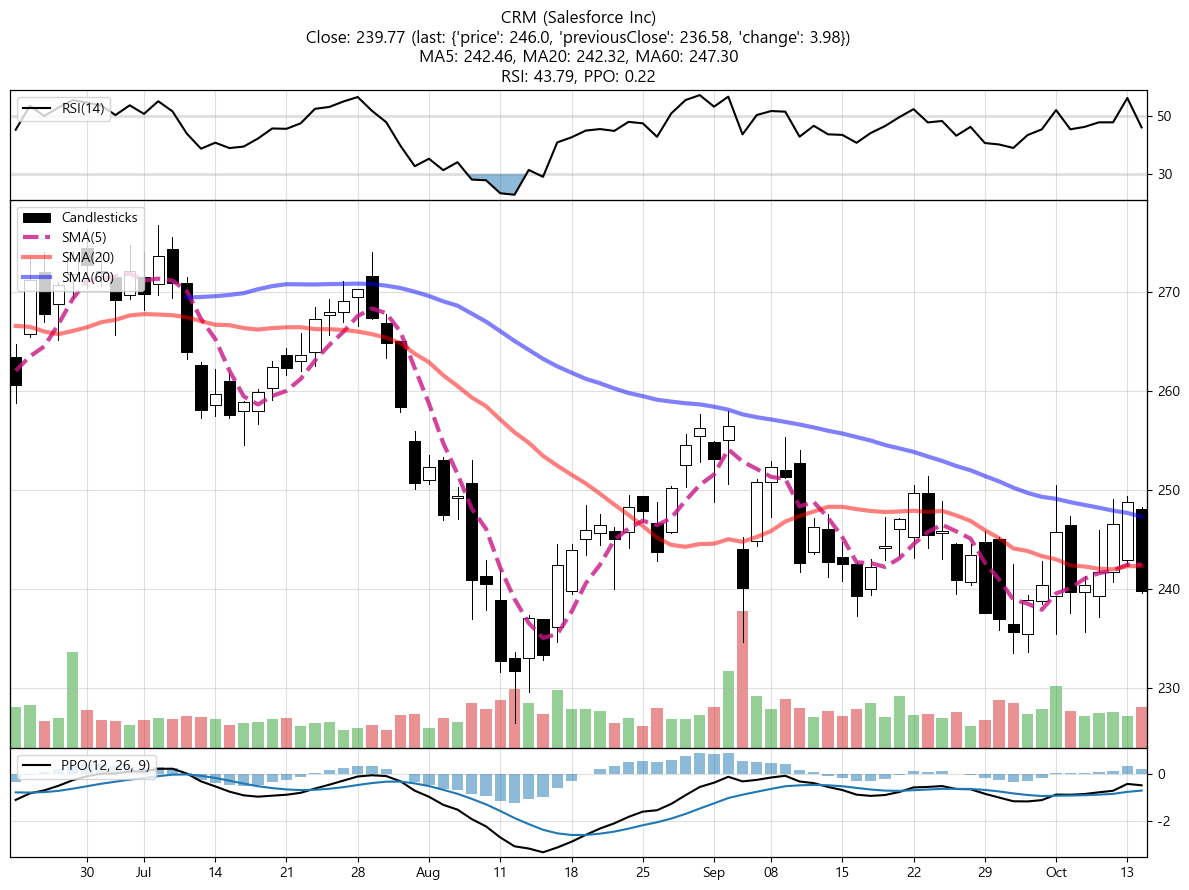 CRM (Salesforce Inc)
Close: 239.77 (last: {'price': 246.0, 'previousClose': 236.58, 'change': 3.98})
MA5: 242.46, MA20: 242.32, MA60: 247.30
RSI: 43.79, PPO: 0.22
RSI(14)
50
30
Candlesticks
SMA(5)
SMA(20)
SMA(60)
270
260
250
240
230
PPO(12, 26, 9)
0
-2
30 Jul 14 21 28 Aug 11 18 25 Sep 08 15 22 29 Oct 13